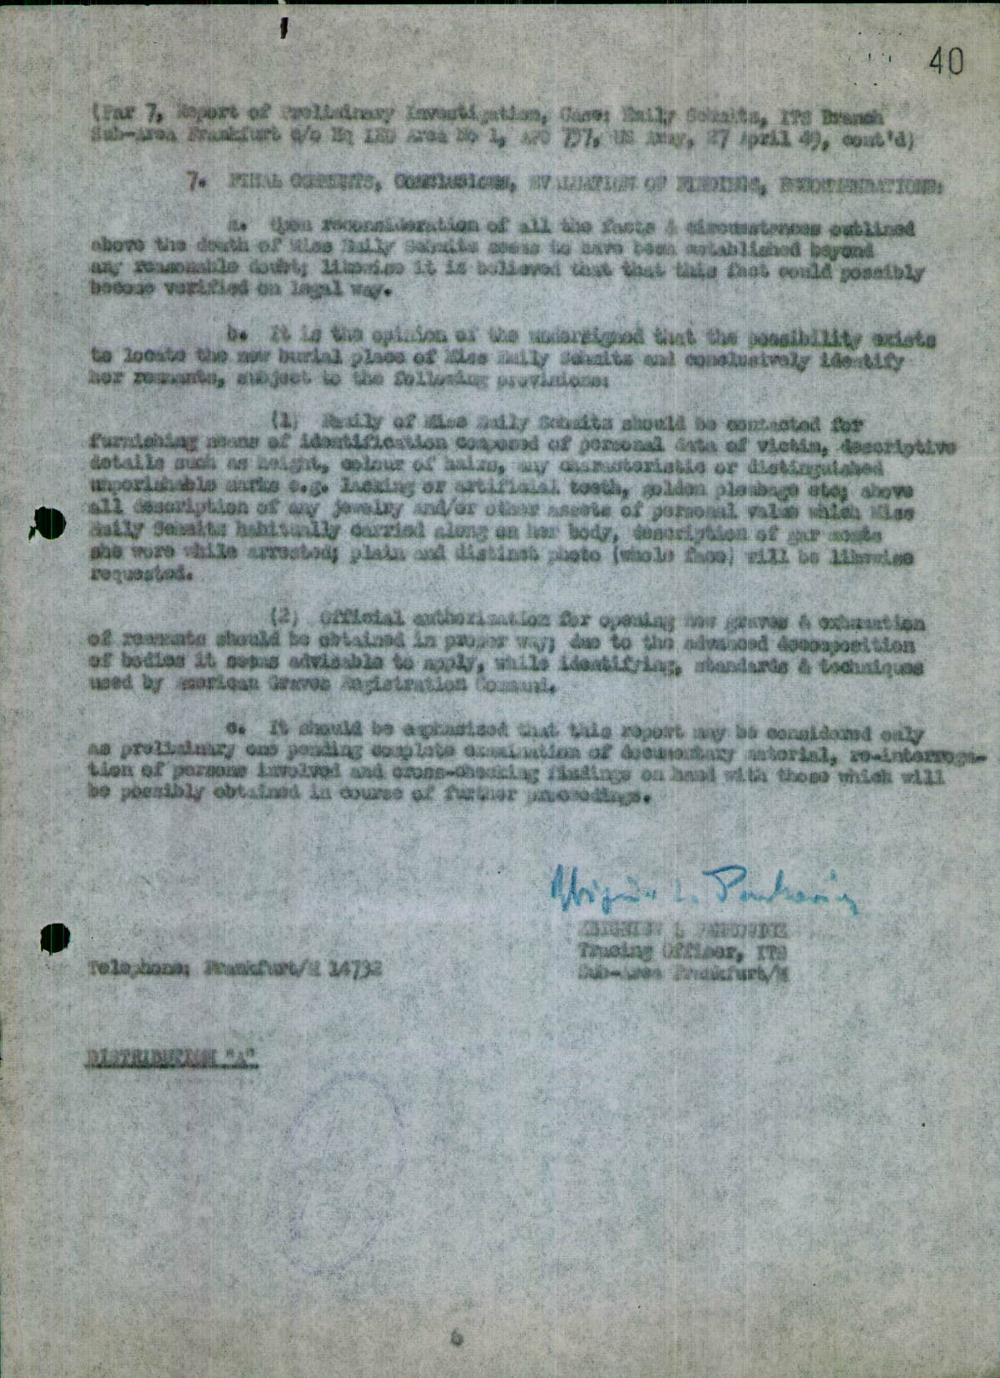 40
(Par 7, Report of Preliminary Investigation, Case: Emily Schmitz, ITS Branch
Sub-Area Frankfurt c/o Hq IRO Area No 1, APO 757, US Army, 27 April 49, cont'd)
7. FINAL COMMENTS, CONCLUSIONS, EVALUATION OF FINDINGS, RECOMMENDATIONS:
a. Upon reconsideration of all the facts & circumstances outlined
above the death of Miss Emily Schmitz seems to have been established beyond
any reasonable doubt; likewise it is believed that that this fact could possibly
become verified on legal way.
b. It is the opinion of the undersigned that the possibility exists
to locate the new burial place of Miss Emily Schmitz and conclusively identify
her remnants, subject to the following provisions:
(1) Family of Miss Emily Schmitz should be contacted for
furnishing means of identification composed of personal data of victim, descriptive
details such as height, colour of hairs, any characteristic or distinguished
unperishable marks e.g. lacking or artificial teeth, golden plombage etc; above
all description of any jewelry and/or other assets of personal value which Miss
Emily Schmitz habitually carried along on her body, description of garments
she wore while arrested; plain and distinct photo (whole face) will be likewise
requested.
(2) Official authorization for opening new graves & exhumation
of remnants should be obtained in proper way; due to the advanced decomposition
of bodies it seems advisable to apply, while identifying, standards & techniques
used by American Graves Registration Command.
c. It should be emphasized that this report may be considered only
as preliminary one pending complete examination of documentary material, re-interroga-
tion of persons involved and cross-checking findings on hand with those which will
be possibly obtained in course of further proceedings.
Tracing Officer, ITS
Telephone: Frankfurt/M 14732
Sub-Area Frankfurt/M
DISTRIBUTION "A"
6